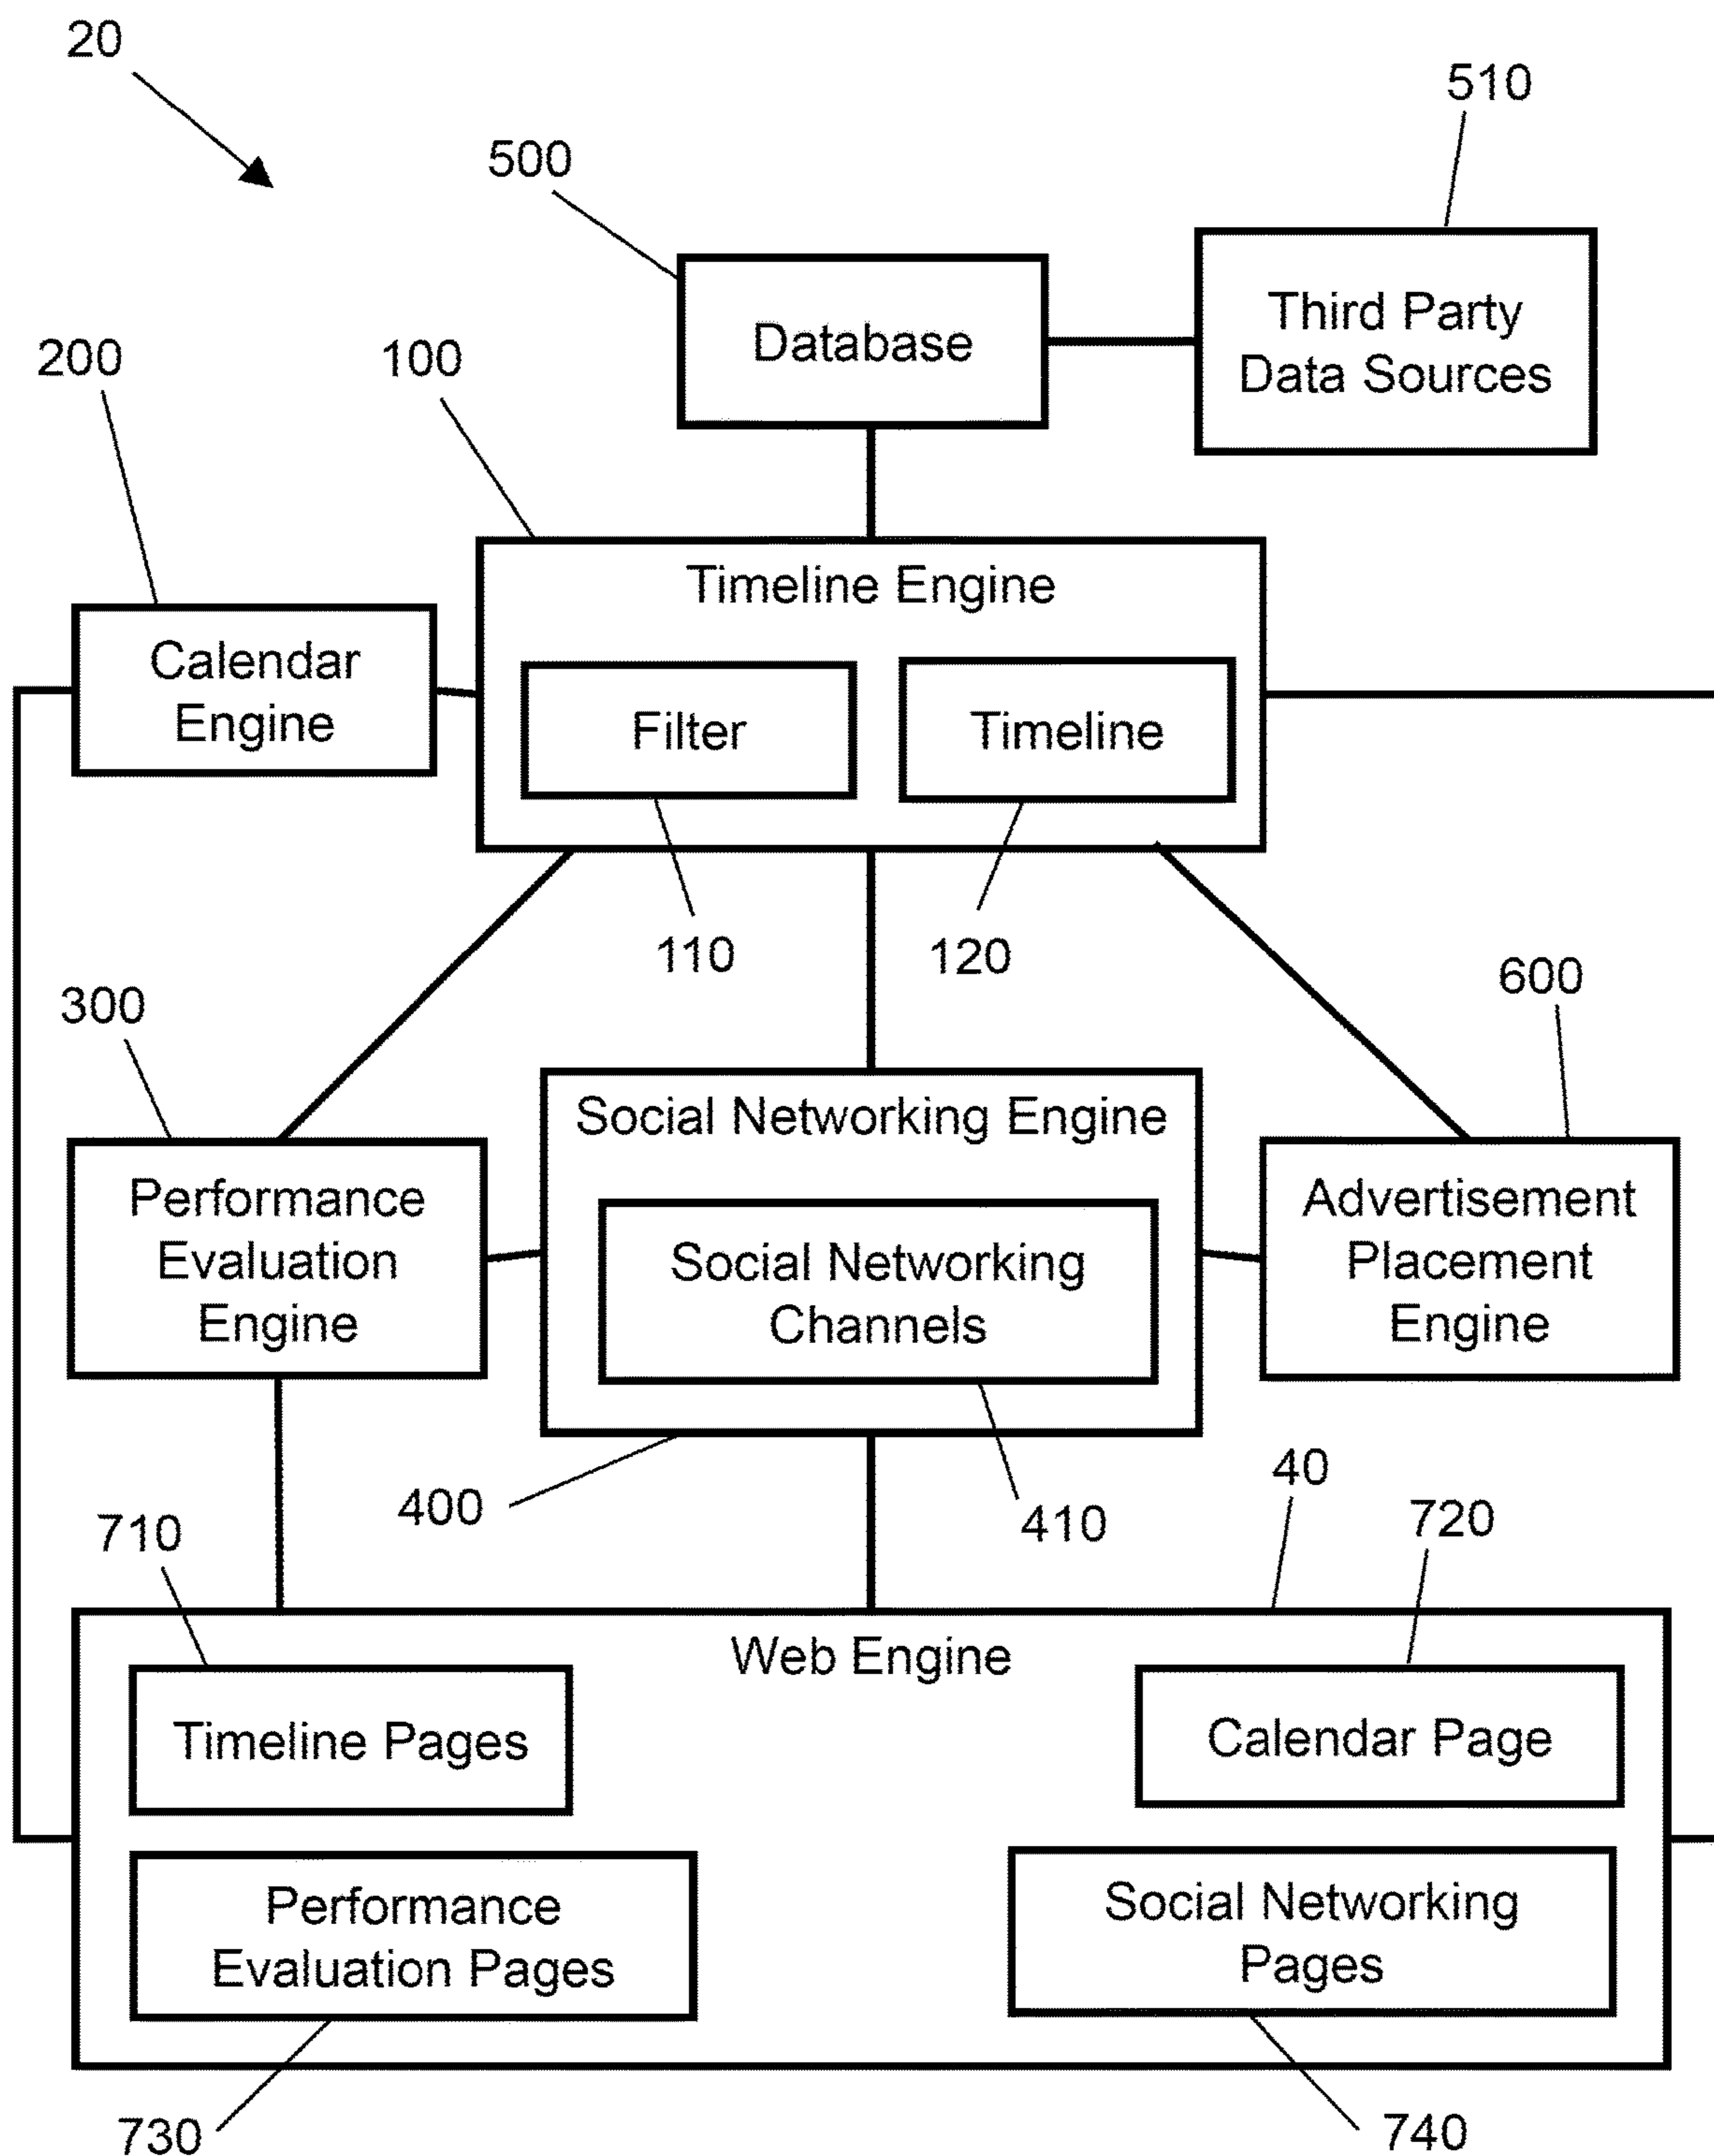 20
510
500
Third Party
Data Sources
Database
200
100
Timeline Engine
Calendar
Engine
Filter
Timeline
110
120
600
300
Social Networking Engine
Performance
Evaluation
Engine
Social Networking
Channels
Advertisement
Placement
Engine
40
400
410
720
710
Web Engine
Timeline Pages
Calendar Page
Performance
Evaluation Pages
Social Networking
Pages
730
740